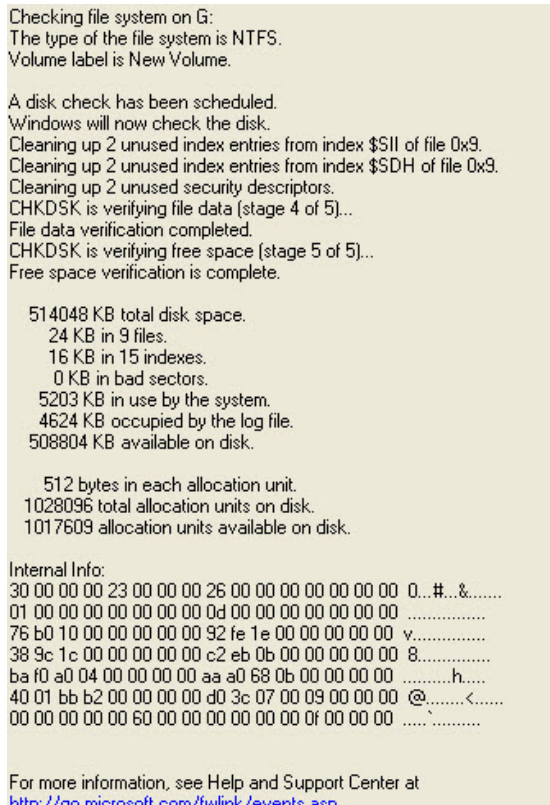 Checking file system on G:
The type of the file system is NTFS.
Volume label is New Volume.
A disk check has been scheduled.
Windows will now check the disk.
Cleaning up 2 unused index entries from index $SII of file 0x9.
Cleaning up 2 unused index entries from index $SDH of file 0x9.
Cleaning up 2 unused security descriptors.
CHKDSK is verifying file data (stage 4 of 5)...
File data verification completed.
CHKDSK is verifying free space (stage 5 of 5)...
Free space verification is complete.
514048 KB total disk space.
24 KB in 9 files.
16 KB in 15 indexes.
0 KB in bad sectors.
5203 KB in use by the system.
4624 KB occupied by the log file.
508804 KB available on disk.
512 bytes in each allocation unit.
1028096 total allocation units on disk.
1017609 allocation units available on disk.
Internal Info:
30 00 00 00 23 00 00 00 26 00 00 00 00 00 00 00 0...#...&.......
01 00 00 00 00 00 00 00 0d 00 00 00 00 00 00 00 ................
76 b0 10 00 00 00 00 00 92 fe 1e 00 00 00 00 00 v...............
38 9c 1c 00 00 00 00 00 c2 eb 0b 00 00 00 00 00 8...............
ba f0 a0 04 00 00 00 00 aa a0 68 0b 00 00 00 00 ..........h.....
40 01 bb b2 00 00 00 00 d0 3c 07 00 09 00 00 00 @........<......
00 00 00 00 00 60 00 00 00 00 00 00 0f 00 00 00 .....`..........
For more information, see Help and Support Center at
http://go.microsoft.com/fwlink/events.asp